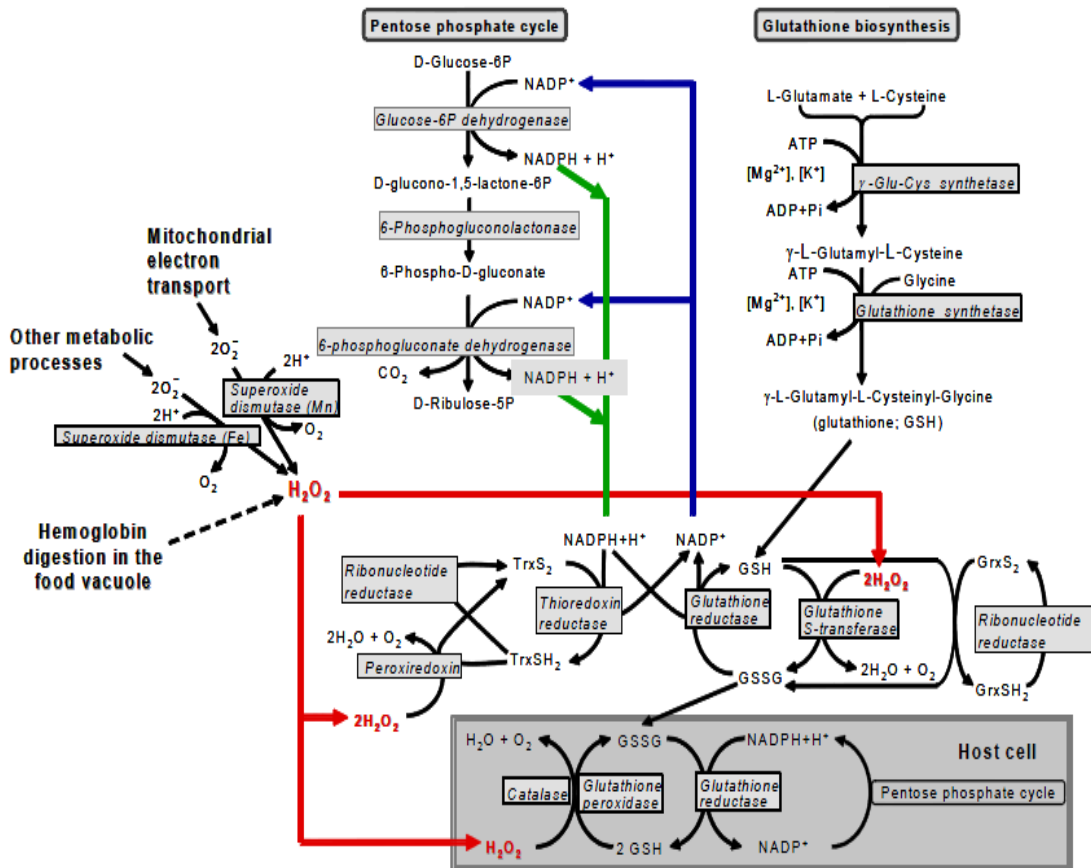 Pentose phosphate cycle
D-Glucose-6P
NADP⁺
Glucose-6P dehydrogenase
NADPH + H⁺
D-glucono-1,5-lactone-6P
6-Phosphogluconolactonase
6-Phospho-D-gluconate
NADP⁺
6-phosphogluconate dehydrogenase
CO₂
NADPH + H⁺
D-Ribulose-5P
Glutathione biosynthesis
L-Glutamate + L-Cysteine
ATP
[Mg²⁺], [K⁺]
γ-Glu-Cys synthetase
ADP+Pi
γ-L-Glutamyl-L-Cysteine
ATP
Glycine
[Mg²⁺], [K⁺]
Glutathione synthetase
ADP+Pi
γ-L-Glutamyl-L-Cysteinyl-Glycine
(glutathione; GSH)
Mitochondrial
electron
transport
Other metabolic
processes
2O₂⁻
2H⁺
2O₂⁻
Superoxide
dismutase (Mn)
2H⁺
O₂
Superoxide dismutase (Fe)
O₂
H₂O₂
Hemoglobin
digestion in the
food vacuole
NADPH+H⁺
NADP⁺
Ribonucleotide
reductase
TrxS₂
Thioredoxin
reductase
2H₂O + O₂
Peroxiredoxin
TrxSH₂
2H₂O₂
GSH
Glutathione
reductase
2H₂O₂
Glutathione
S-transferase
GSSG
2H₂O + O₂
GrxS₂
Ribonucleotide
reductase
GrxSH₂
Host cell
H₂O + O₂
GSSG
NADPH+H⁺
Catalase
Glutathione
peroxidase
Glutathione
reductase
Pentose phosphate cycle
H₂O₂
2 GSH
NADP⁺